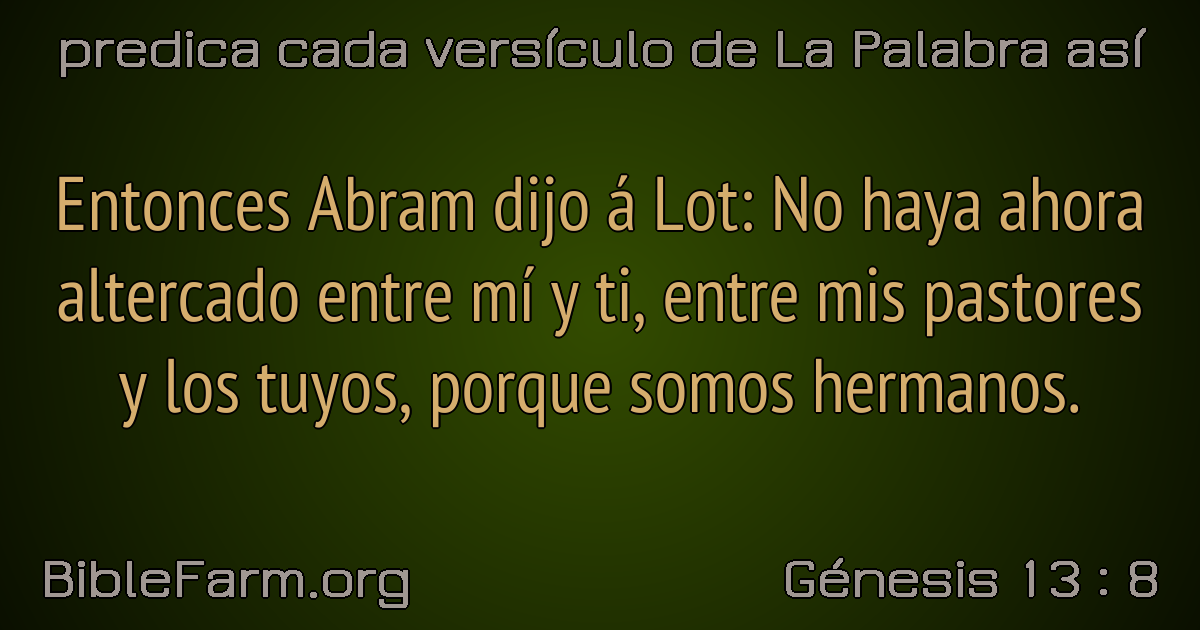 predica cada versículo de La Palabra así
Entonces Abram dijo á Lot: No haya ahora
altercado entre mí y ti, entre mis pastores
y los tuyos, porque somos hermanos.
BibleFarm.org
Génesis 13 : 8